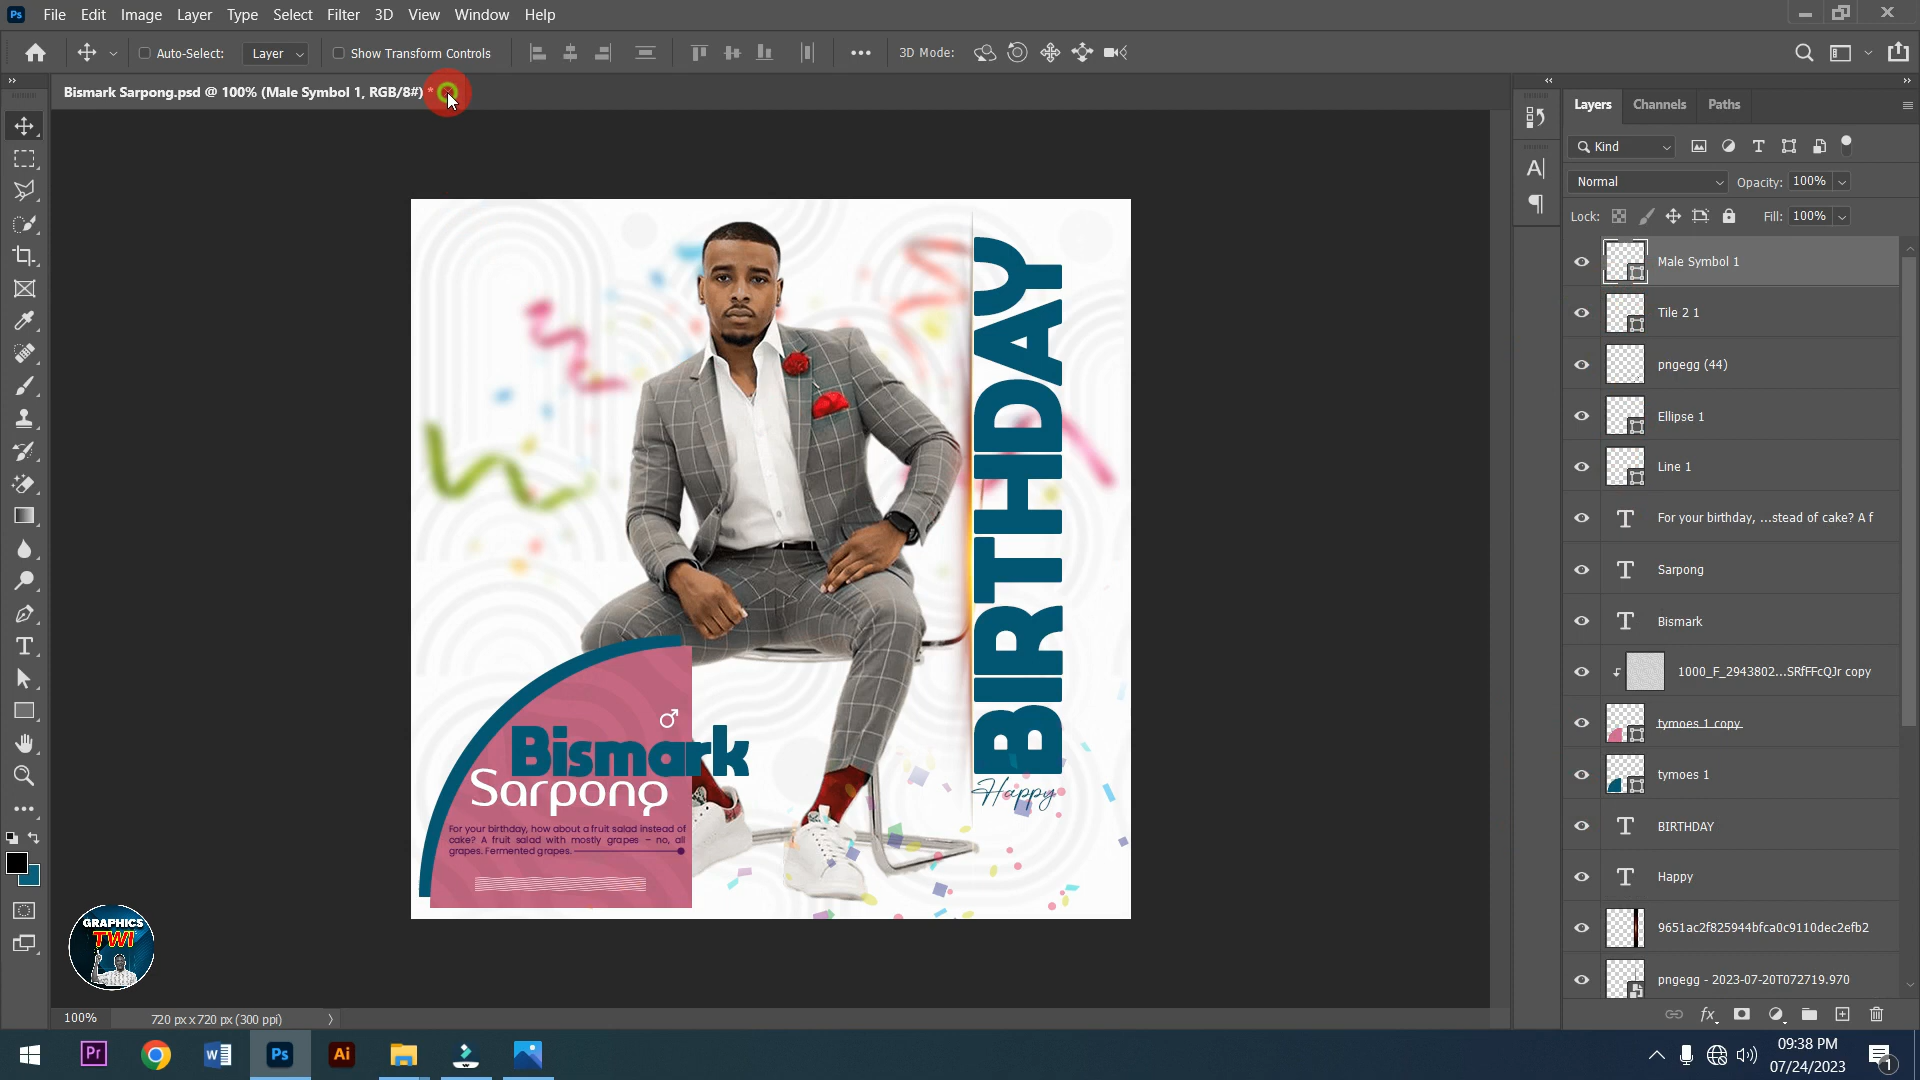 Ps File Edit Image Layer Type Select Filter 3D View Window Help
Auto-Select: Layer Show Transform Controls 3D Mode:
Bismark Sarpong.psd @ 100% (Male Symbol 1, RGB/8#) *
Layers Channels Paths
Kind
Normal Opacity: 100%
Lock: Fill: 100%
Male Symbol 1
Tile 2 1
pngegg (44)
Ellipse 1
Line 1
For your birthday, ...stead of cake? A f
Sarpong
Bismark
1000_F_2943802...SRfFFcQJr copy
tymoes 1 copy
tymoes 1
BIRTHDAY
Happy
9651ac2f825944bfca0c9110dec2efb2
pngegg - 2023-07-20T072719.970
BIRTHDAY
Happy
Bismark
Sarpong
For your birthday, how about a fruit salad instead of
cake? A fruit salad with mostly grapes – no, all
grapes. Fermented grapes.
GRAPHICS
TWI
100% 720 px x 720 px (300 ppi)
Pr Ps Ai
09:38 PM
07/24/2023
1